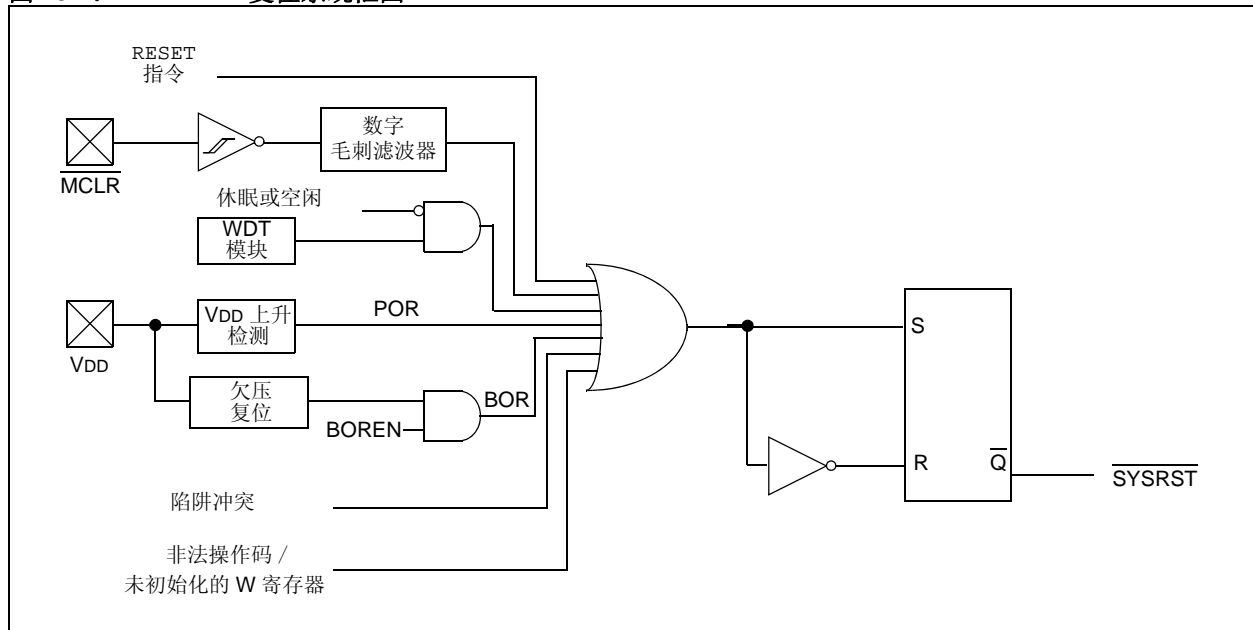 RESET
指令
数字
毛刺滤波器
MCLR
休眠或空闲
WDT
模块
VDD 上升
检测
POR
VDD
欠压
复位
BOREN
BOR
S
R
Q
SYSRST
陷阱冲突
非法操作码 /
未初始化的 W 寄存器